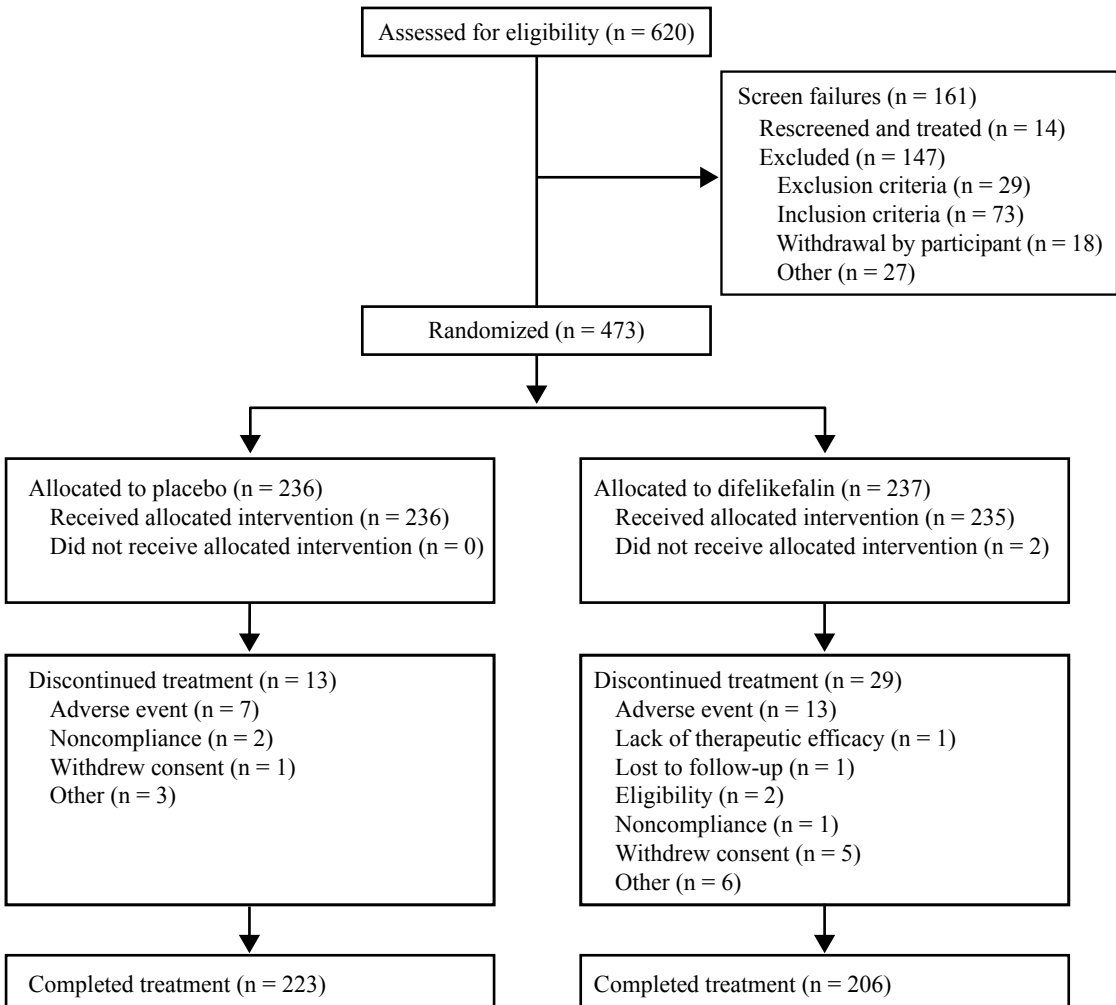 Assessed for eligibility (n = 620)
Screen failures (n = 161)
Rescreened and treated (n = 14)
Excluded (n = 147)
Exclusion criteria (n = 29)
Inclusion criteria (n = 73)
Withdrawal by participant (n = 18)
Other (n = 27)
Randomized (n = 473)
Allocated to placebo (n = 236)
Received allocated intervention (n = 236)
Did not receive allocated intervention (n = 0)
Allocated to difelikefalin (n = 237)
Received allocated intervention (n = 235)
Did not receive allocated intervention (n = 2)
Discontinued treatment (n = 13)
Adverse event (n = 7)
Noncompliance (n = 2)
Withdrew consent (n = 1)
Other (n = 3)
Discontinued treatment (n = 29)
Adverse event (n = 13)
Lack of therapeutic efficacy (n = 1)
Lost to follow-up (n = 1)
Eligibility (n = 2)
Noncompliance (n = 1)
Withdrew consent (n = 5)
Other (n = 6)
Completed treatment (n = 223)
Completed treatment (n = 206)